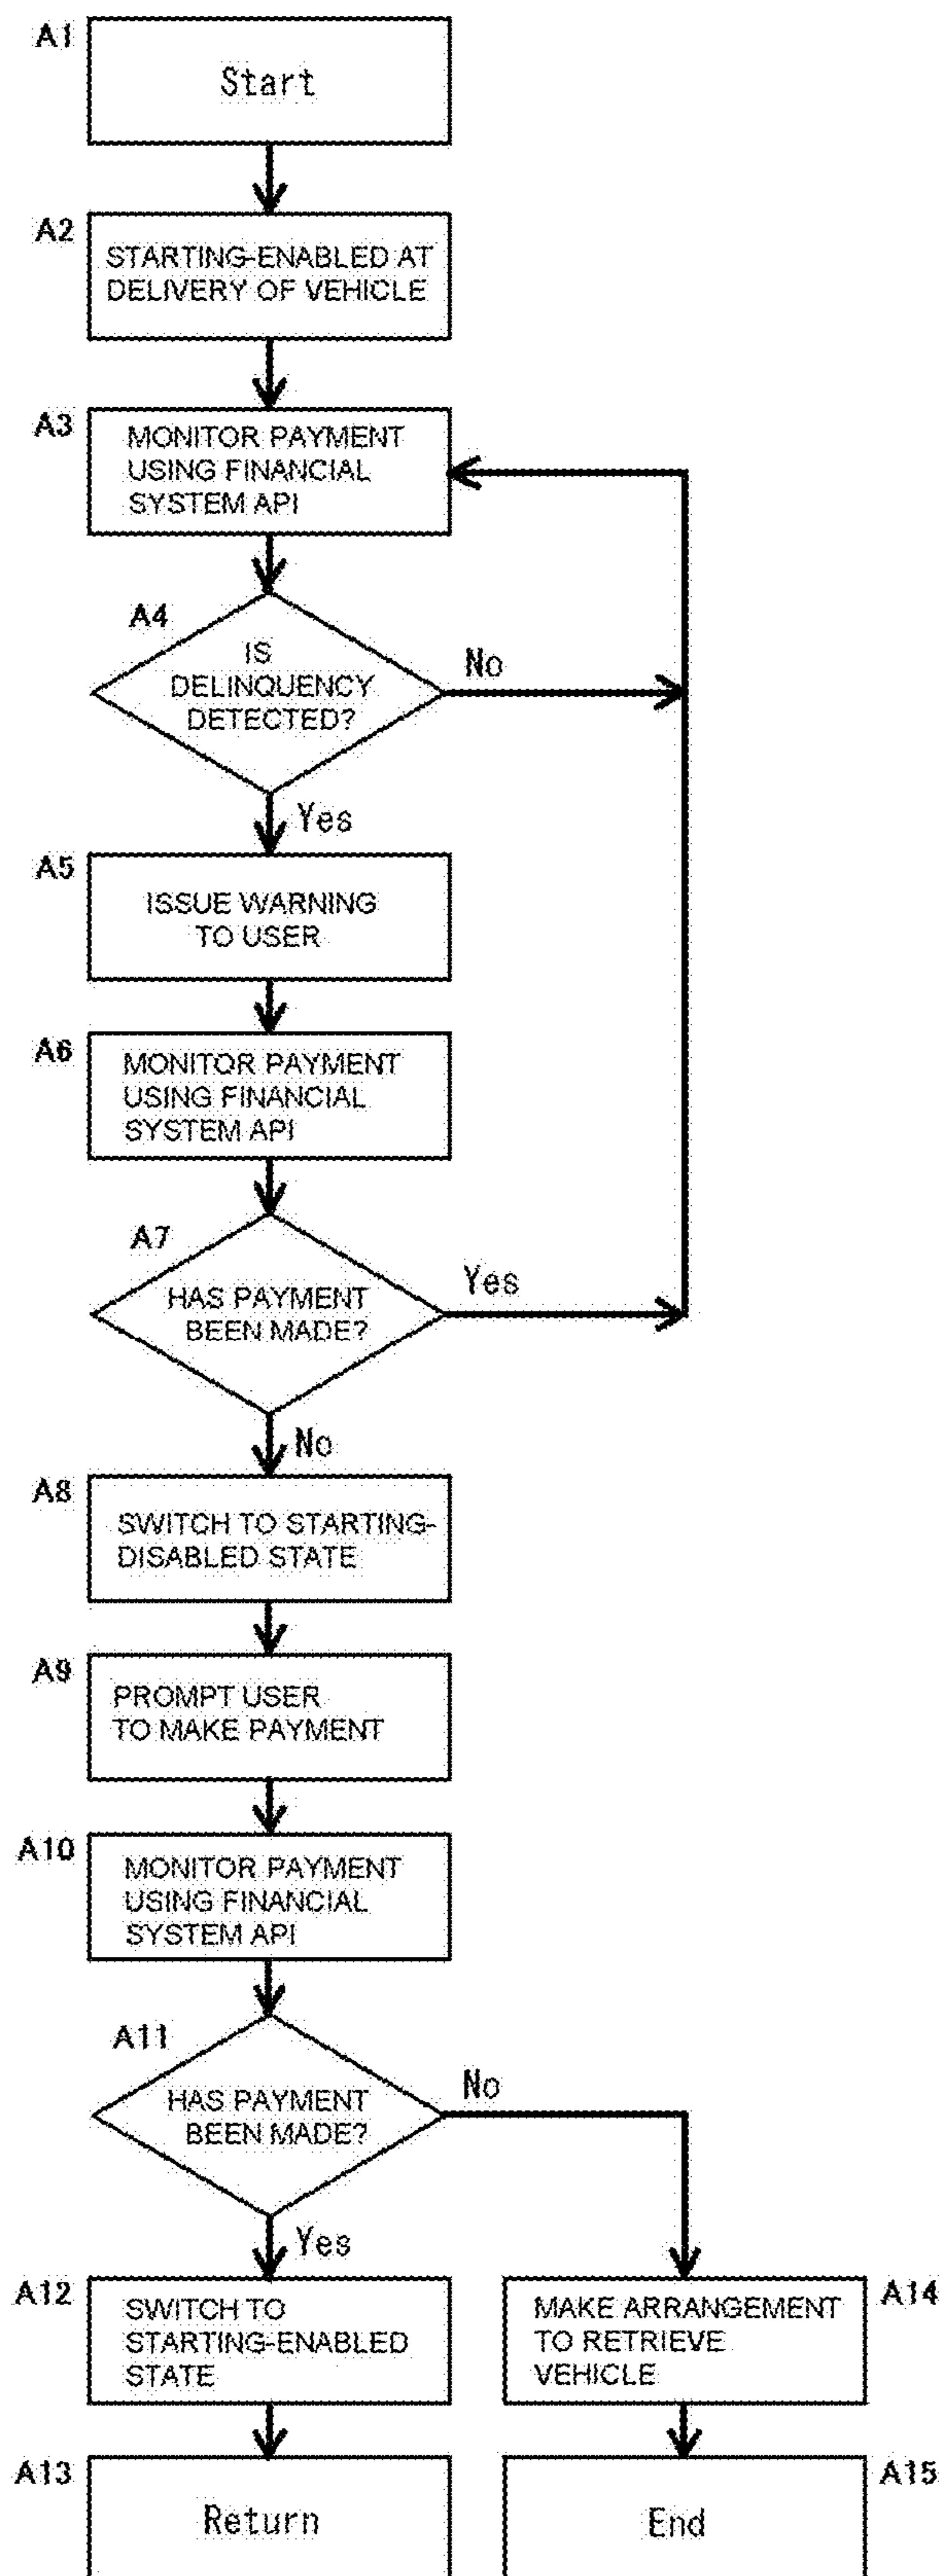 A1
Start
A2
STARTING-ENABLED AT
DELIVERY OF VEHICLE
A3
MONITOR PAYMENT
USING FINANCIAL
SYSTEM API
A4
IS
DELINQUENCY
DETECTED?
No
Yes
A5
ISSUE WARNING
TO USER
A6
MONITOR PAYMENT
USING FINANCIAL
SYSTEM API
A7
HAS PAYMENT
BEEN MADE?
Yes
No
A8
SWITCH TO STARTING-
DISABLED STATE
A9
PROMPT USER
TO MAKE PAYMENT
A10
MONITOR PAYMENT
USING FINANCIAL
SYSTEM API
A11
HAS PAYMENT
BEEN MADE?
No
Yes
A12
SWITCH TO
STARTING-ENABLED
STATE
MAKE ARRANGEMENT
TO RETRIEVE
VEHICLE
A14
A13
Return
End
A15